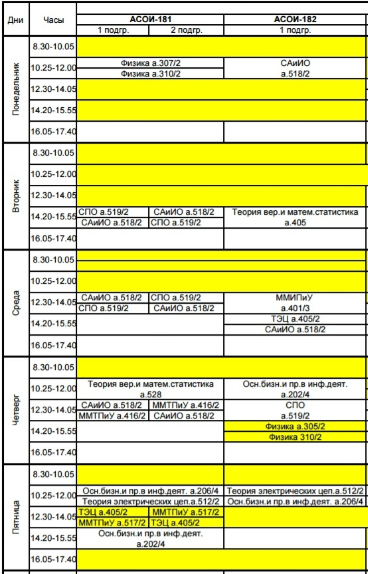 Дни Часы АСОИ-181 АСОИ-182
1 подгр. 2 подгр. 1 подгр.
Понедельник
8.30-10.05
10.25-12.00 Физика а.307/2 САиИО
Физика а.310/2 а.518/2
12.30-14.05
14.20-15.55
16.05-17.40
Вторник
8.30-10.05
10.25-12.00
12.30-14.05
14.20-15.55 СПО а.519/2 САиИО а.518/2 Теория вер.и матем.статистика
САиИО а.518/2 СПО а.519/2 а.405
16.05-17.40
Среда
8.30-10.05
10.25-12.00
12.30-14.05 САиИО а.518/2 СПО а.519/2 ММИПиУ
СПО а.519/2 САиИО а.518/2 а.401/3
14.20-15.55 ТЭЦ а.405/2
САиИО а.518/2
16.05-17.40
Четверг
8.30-10.05
10.25-12.00 Теория вер.и матем.статистика Осн.бизн.и пр.в инф.деят.
а.528 а.202/4
12.30-14.05 САиИО а.518/2 ММТПиУ а.416/2 СПО
ММТПиУ а.416/2 САиИО а.518/2 а.519/2
14.20-15.55 Физика а.305/2
Физика 310/2
16.05-17.40
Пятница
8.30-10.05
10.25-12.00 Осн.бизн.и пр.в инф.деят. а.206/4 Теория электрических цеп.а.512/2
Теория электрических цеп.а.512/2 Осн.бизн.и пр.в инф.деят. а.206/4
12.30-14.05 ТЭЦ а.405/2 ММТПиУ а.517/2
ММТПиУ а.517/2 ТЭЦ а.405/2
14.20-15.55 Осн.бизн.и пр.в инф.деят.
а.202/4
16.05-17.40